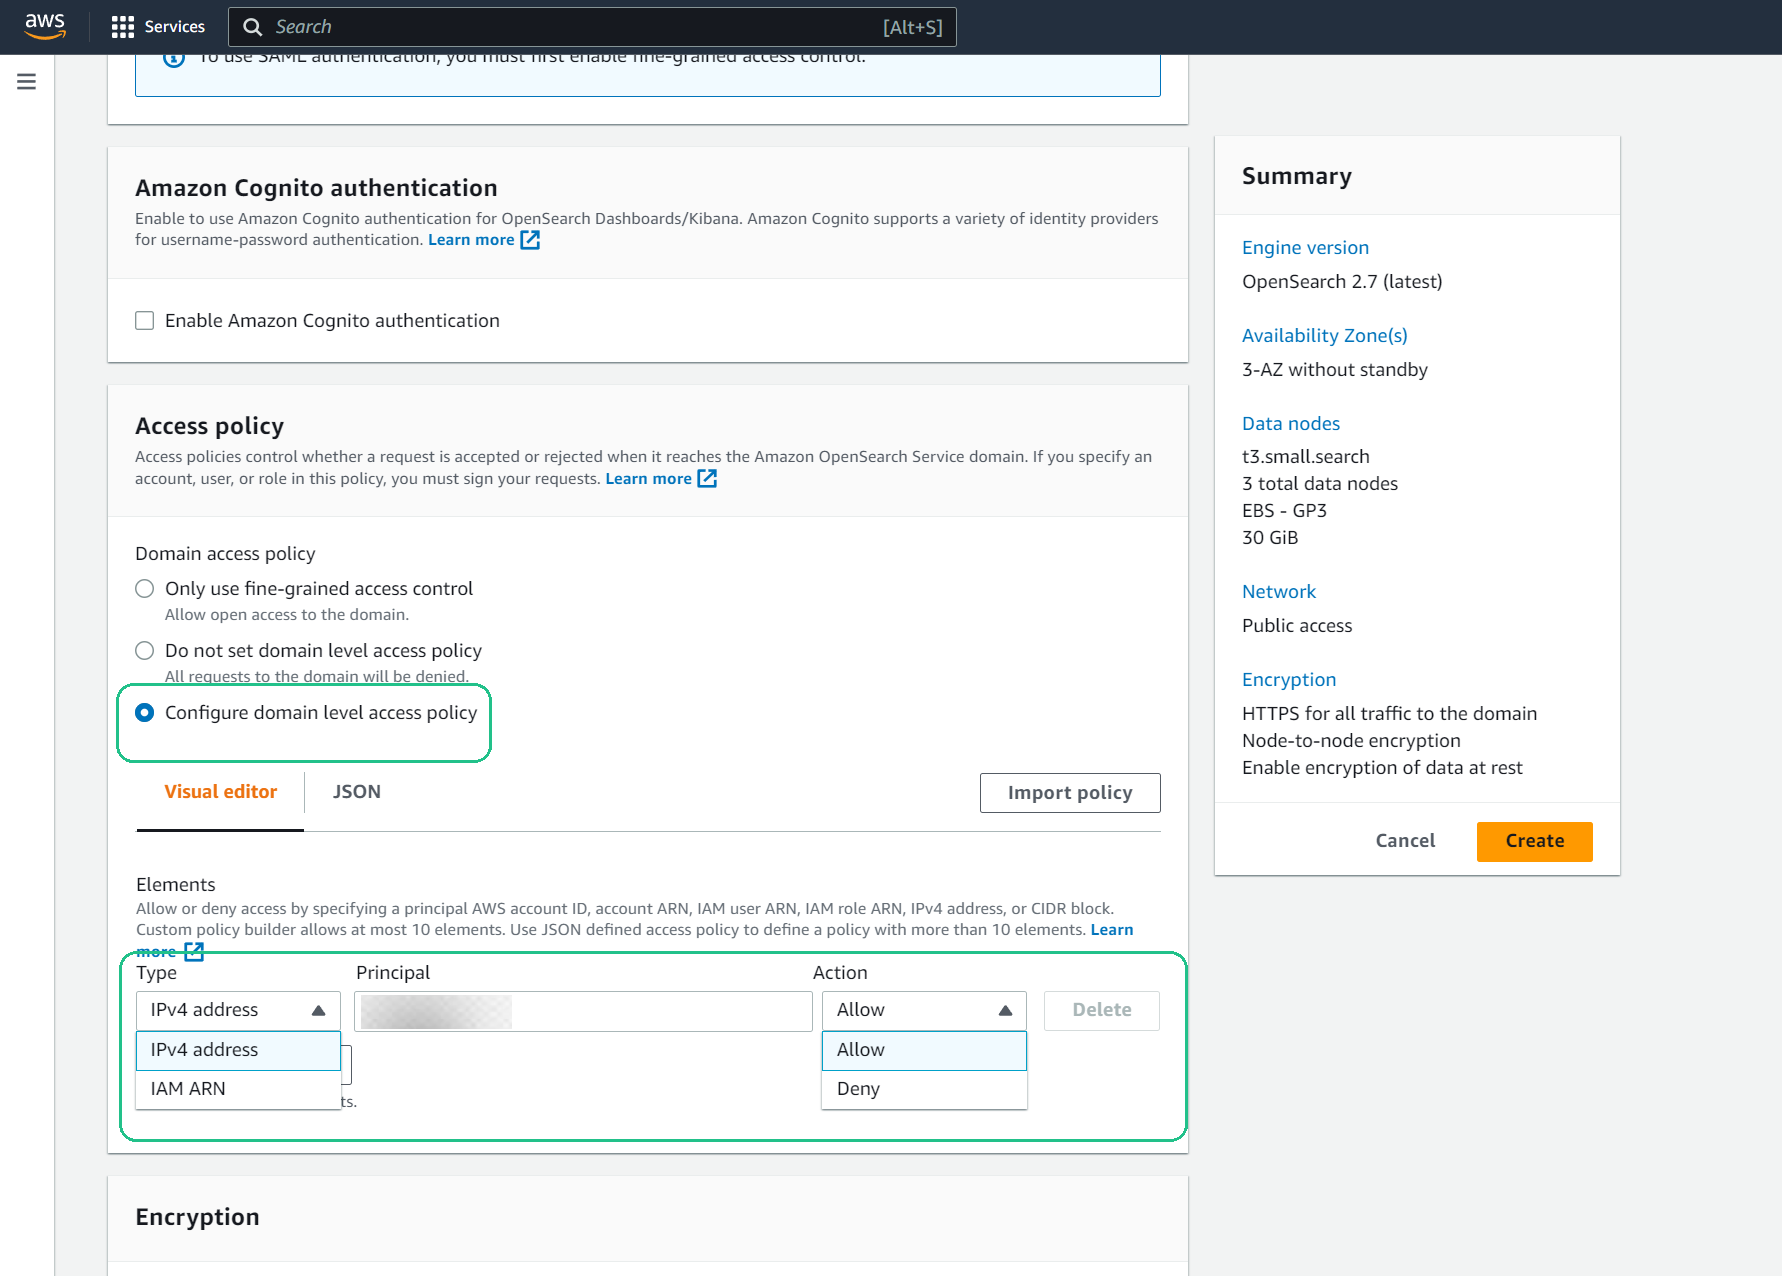 aws
Services
Search
[Alt+S]
To use SAML authentication, you must first enable fine-grained access control.
Amazon Cognito authentication
Enable to use Amazon Cognito authentication for OpenSearch Dashboards/Kibana. Amazon Cognito supports a variety of identity providers
for username-password authentication. Learn more
Enable Amazon Cognito authentication
Access policy
Access policies control whether a request is accepted or rejected when it reaches the Amazon OpenSearch Service domain. If you specify an
account, user, or role in this policy, you must sign your requests. Learn more
Domain access policy
Only use fine-grained access control
Allow open access to the domain.
Do not set domain level access policy
All requests to the domain will be denied.
Configure domain level access policy
Visual editor
JSON
Import policy
Elements
Allow or deny access by specifying a principal AWS account ID, account ARN, IAM user ARN, IAM role ARN, IPv4 address, or CIDR block.
Custom policy builder allows at most 10 elements. Use JSON defined access policy to define a policy with more than 10 elements. Learn
more
Type
Principal
Action
IPv4 address
Allow
Delete
IPv4 address
Allow
IAM ARN
Deny
ts.
Encryption
Summary
Engine version
OpenSearch 2.7 (latest)
Availability Zone(s)
3-AZ without standby
Data nodes
t3.small.search
3 total data nodes
EBS - GP3
30 GiB
Network
Public access
Encryption
HTTPS for all traffic to the domain
Node-to-node encryption
Enable encryption of data at rest
Cancel
Create